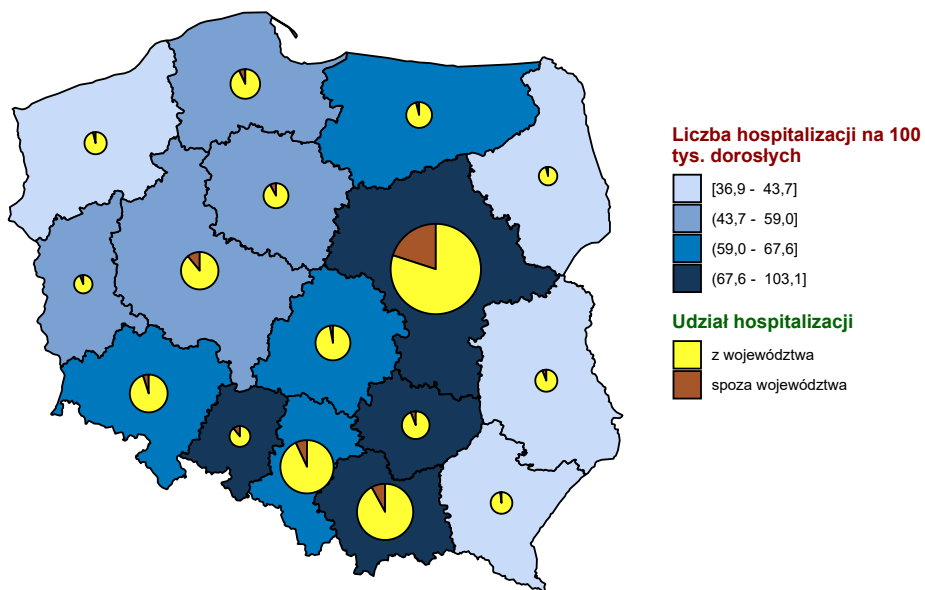 Liczba hospitalizacji na 100
tys. dorosłych
[36,9 - 43,7]
(43,7 - 59,0]
(59,0 - 67,6]
(67,6 - 103,1]
Udział hospitalizacji
z województwa
spoza województwa